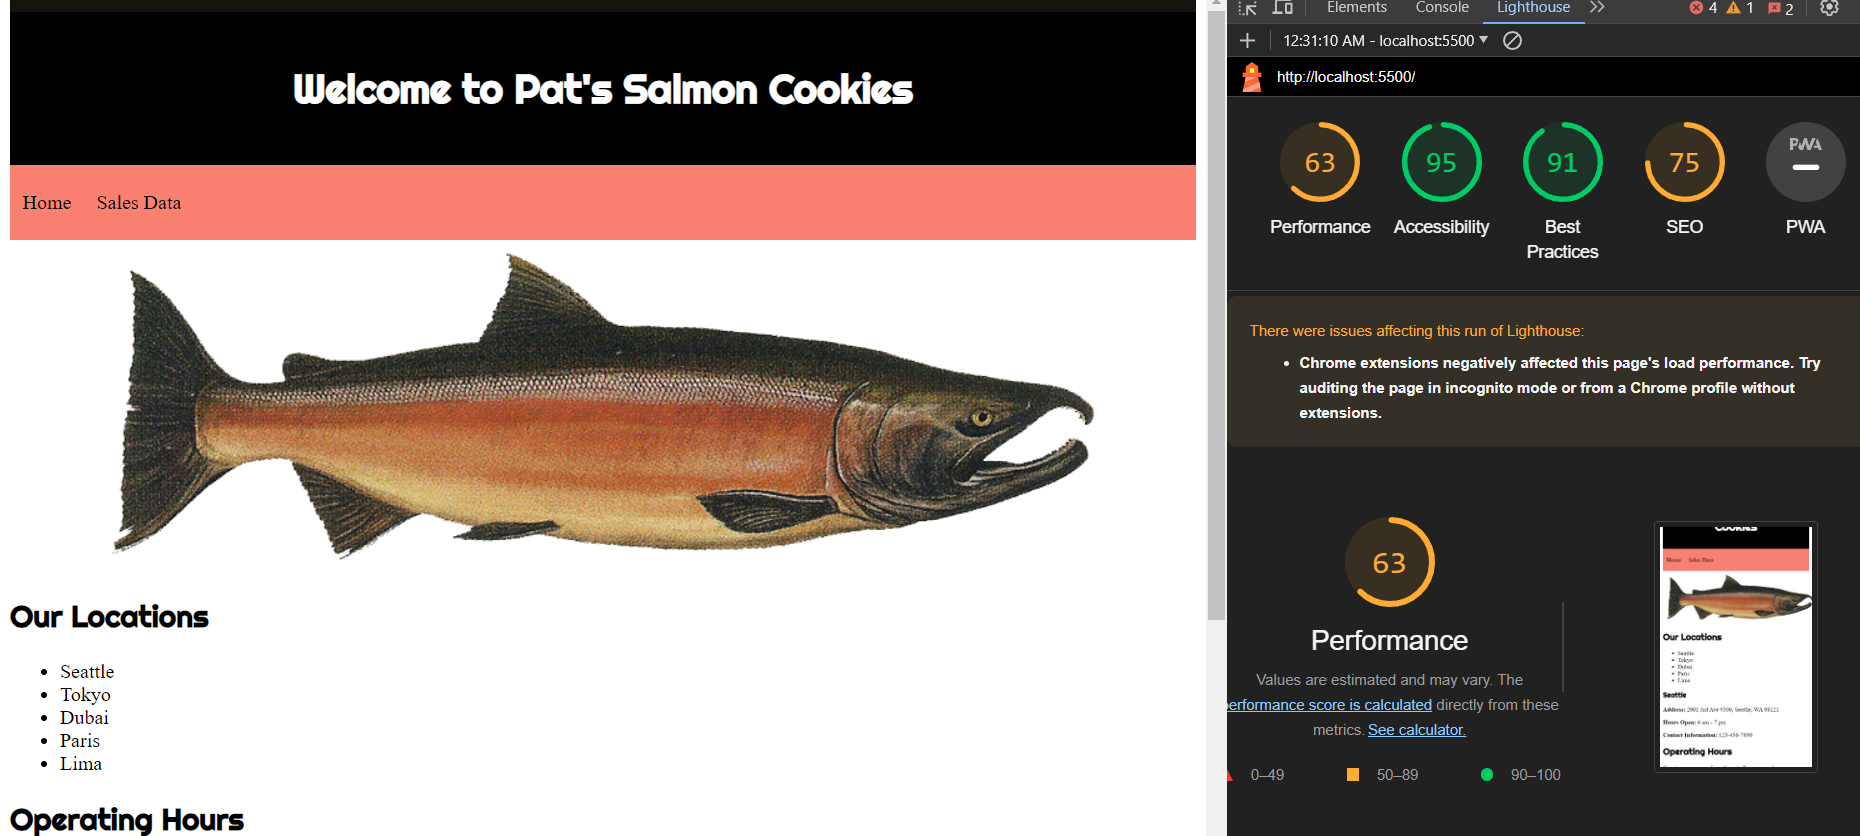 Welcome to Pat's Salmon Cookies
Home Sales Data
Our Locations
Seattle
Tokyo
Dubai
Paris
Lima
Operating Hours
Elements Console Lighthouse 4 1 2
12:31:10 AM - localhost:5500
http://localhost:5500/
63 95 91 75 PWA
Performance Accessibility Best Practices SEO PWA
There were issues affecting this run of Lighthouse:
Chrome extensions negatively affected this page's load performance. Try
auditing the page in incognito mode or from a Chrome profile without
extensions.
63
Performance
Values are estimated and may vary. The
performance score is calculated directly from these
metrics. See calculator.
0–49 50–89 90–100
Cookies
Home Sales Data
Our Locations
Seattle
Tokyo
Dubai
Paris
Lima
Seattle
Address: 2901 3rd Ave #300, Seattle, WA 98121
Hours Open: 6 am - 7 pm
Contact Information: 123-456-7890
Operating Hours